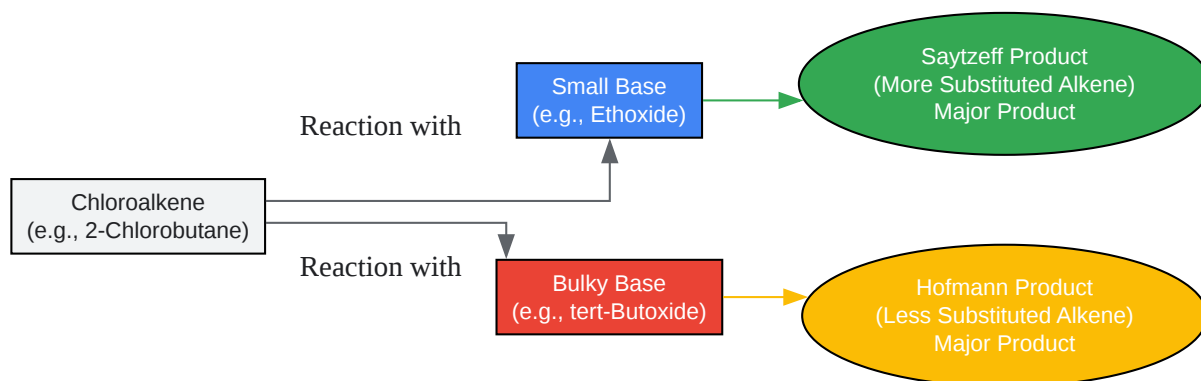 Chloroalkene
(e.g., 2-Chlorobutane)
Reaction with
Small Base
(e.g., Ethoxide)
Saytzeff Product
(More Substituted Alkene)
Major Product
Reaction with
Bulky Base
(e.g., tert-Butoxide)
Hofmann Product
(Less Substituted Alkene)
Major Product